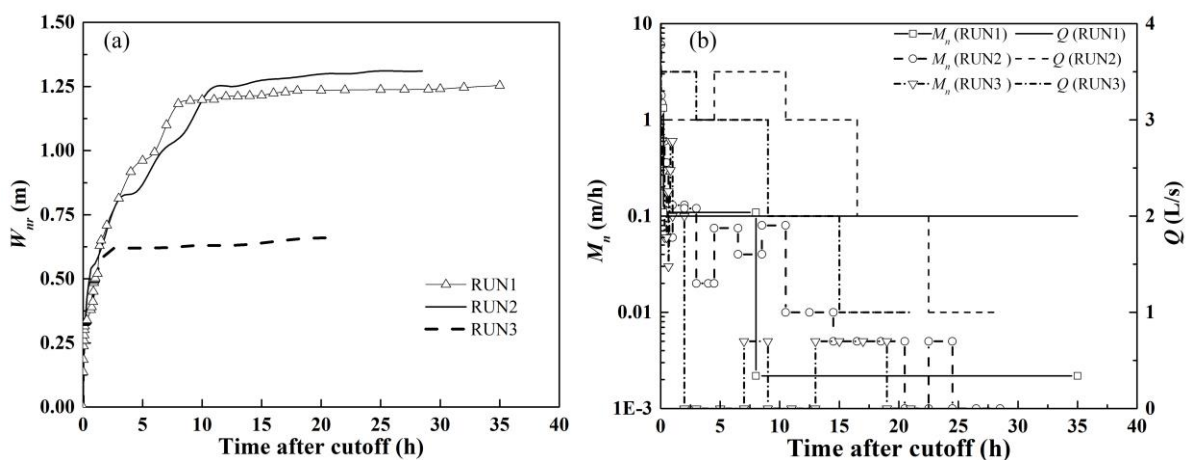 (a)
1.50
1.25
1.00
0.75
0.50
0.25
0.00
W_nr (m)
0 5 10 15 20 25 30 35 40
Time after cutoff (h)
RUN1
RUN2
RUN3
(b)
M_n (RUN1) Q (RUN1)
M_n (RUN2 ) Q (RUN2)
M_n (RUN3 ) Q (RUN3)
10
1
0.1
0.01
1E-3
M_n (m/h)
4
3
2
1
0
Q (L/s)
0 5 10 15 20 25 30 35 40
Time after cutoff (h)